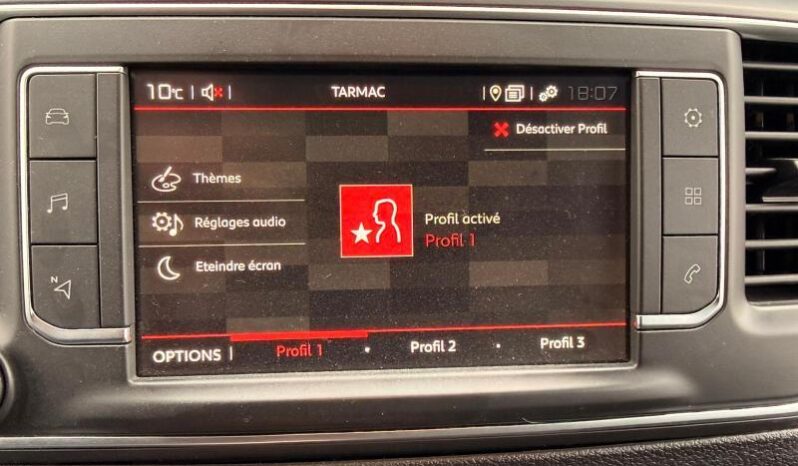 10°C | | TARMAC | | 18:07
Désactiver Profil
Thèmes
Réglages audio
Profil activé
Profil 1
Eteindre écran
OPTIONS | Profil 1 • Profil 2 • Profil 3
N